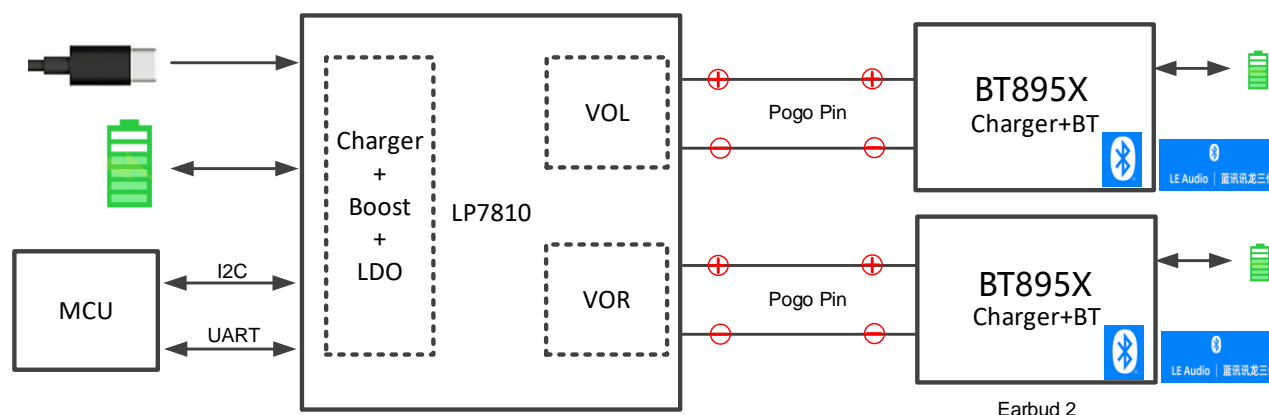 VOL
Pogo Pin
BT895X
Charger+BT
LE Audio | 蓝讯讯龙三
Charger
+
Boost
+
LDO
LP7810
MCU
I2C
UART
VOR
Pogo Pin
BT895X
Charger+BT
LE Audio | 蓝讯讯龙三
Earbud 2